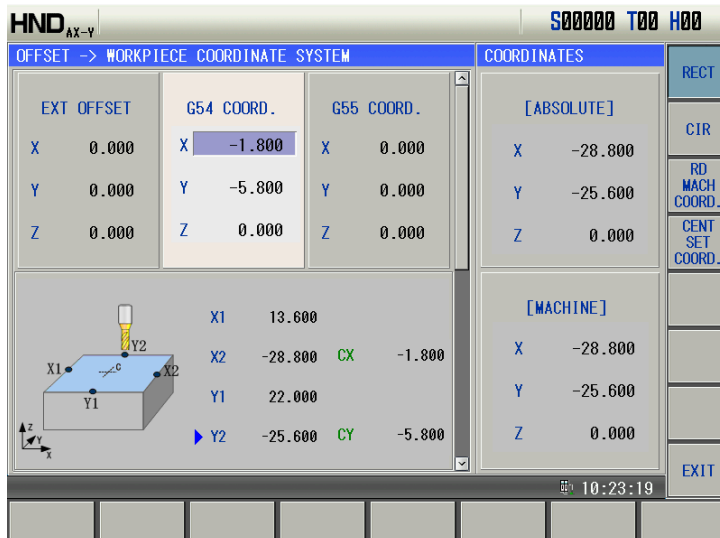 HND AX-Y S00000 T00 H00
OFFSET -> WORKPIECE COORDINATE SYSTEM
EXT OFFSET
X 0.000
Y 0.000
Z 0.000
G54 COORD.
X -1.800
Y -5.800
Z 0.000
G55 COORD.
X 0.000
Y 0.000
Z 0.000
X1
Y2
C
X2
Y1
Z
Y
X
X1 13.600
X2 -28.800 CX -1.800
Y1 22.000
Y2 -25.600 CY -5.800
COORDINATES
[ABSOLUTE]
X -28.800
Y -25.600
Z 0.000
[MACHINE]
X -28.800
Y -25.600
Z 0.000
10:23:19
RECT
CIR
RD
MACH
COORD.
CENT
SET
COORD.
EXIT